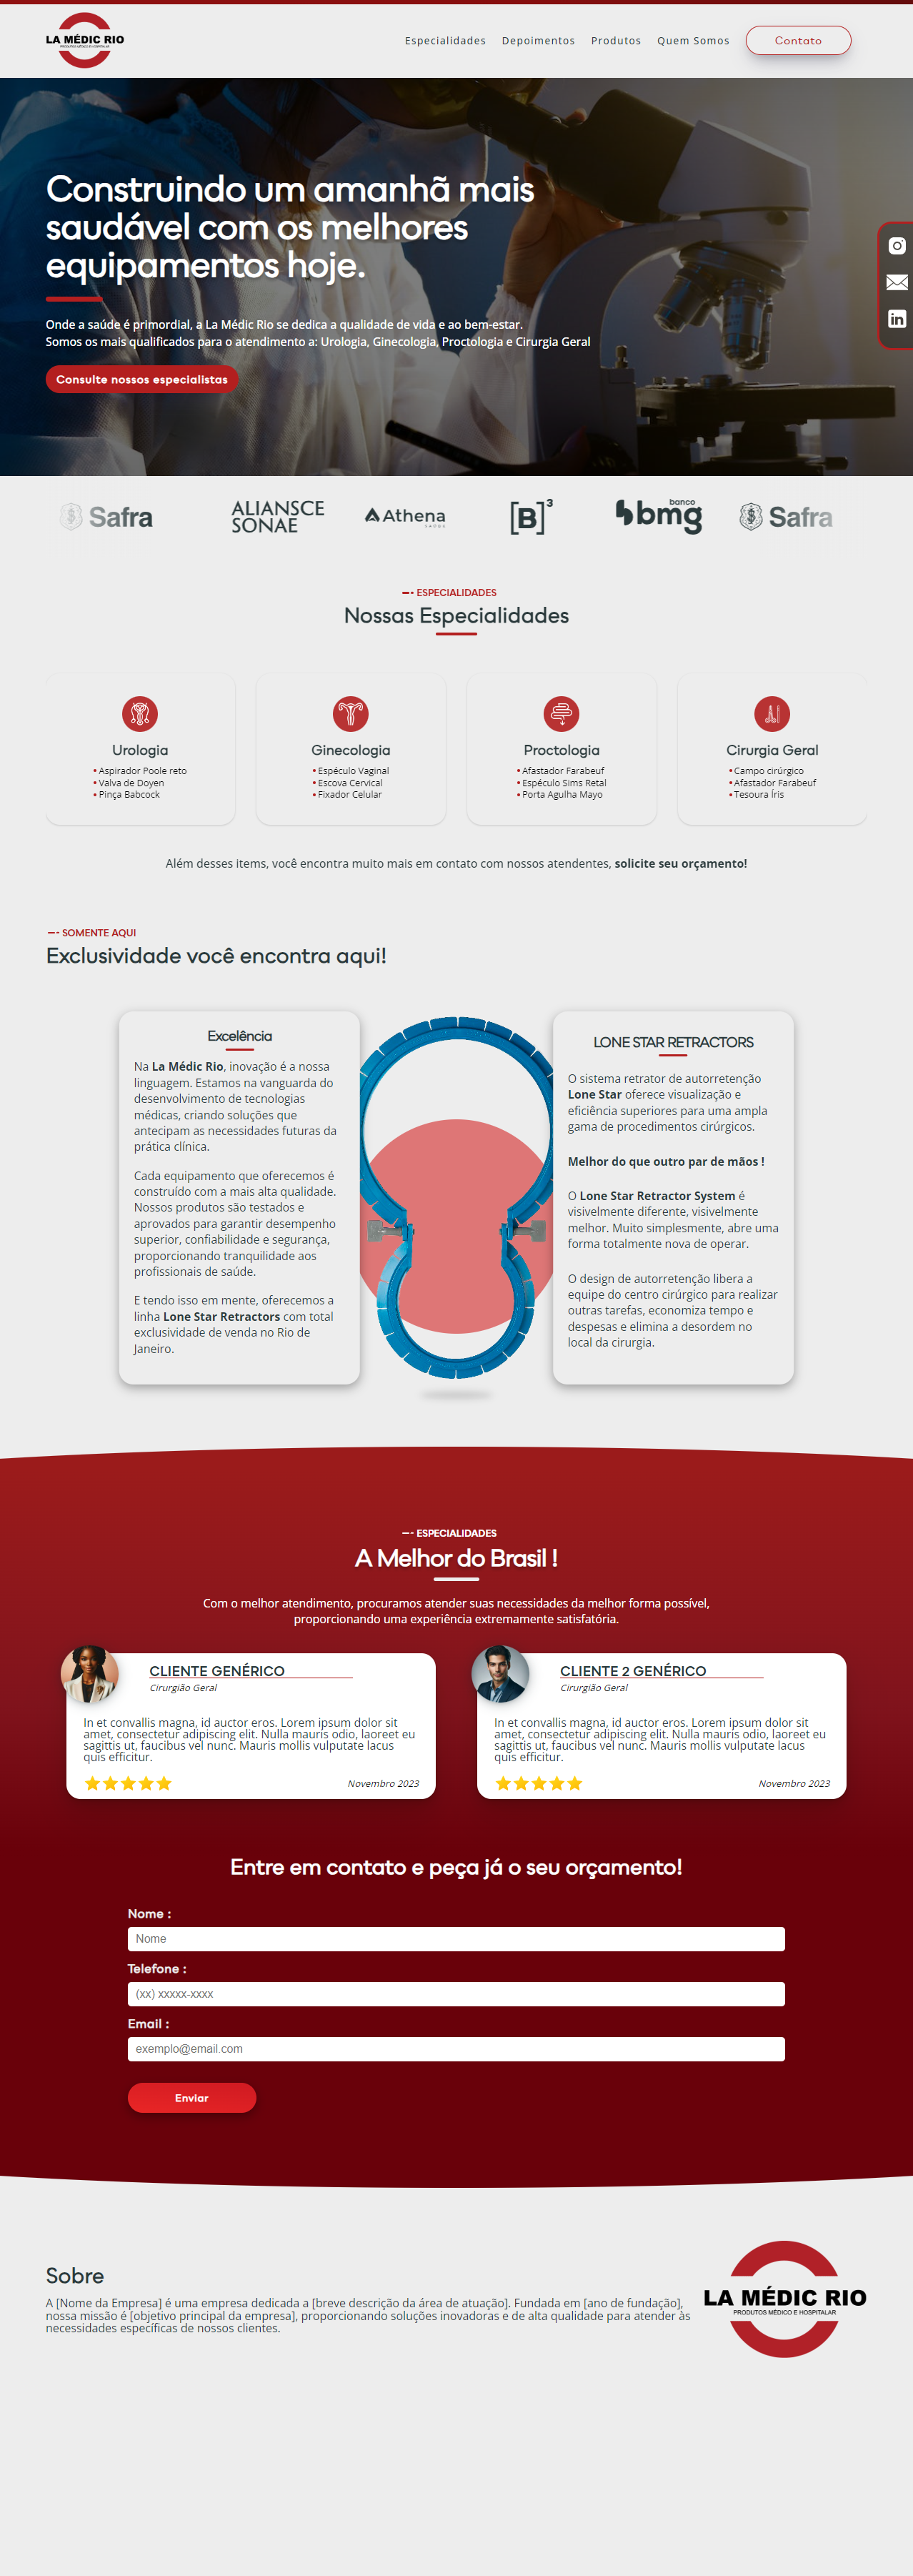 LA MÉDIC RIO
PRODUTOS MÉDICO E HOSPITALAR
Especialidades
Depoimentos
Produtos
Quem Somos
Contato
Construindo um amanhã mais
saudável com os melhores
equipamentos hoje.
Onde a saúde é primordial, a La Médic Rio se dedica a qualidade de vida e ao bem-estar.
Somos os mais qualificados para o atendimento a: Urologia, Ginecologia, Proctologia e Cirurgia Geral
Consulte nossos especialistas
Safra
ALIANSCE
SONAE
Athena
SAÚDE
[B]³
banco
bmg
Safra
ESPECIALIDADES
Nossas Especialidades
Urologia
• Aspirador Poole reto
• Valva de Doyen
• Pinça Babcock
Ginecologia
• Espéculo Vaginal
• Escova Cervical
• Fixador Celular
Proctologia
• Afastador Farabeuf
• Espéculo Sims Retal
• Porta Agulha Mayo
Cirurgia Geral
• Campo cirúrgico
• Afastador Farabeuf
• Tesoura Íris
Além desses items, você encontra muito mais em contato com nossos atendentes, solicite seu orçamento!
SOMENTE AQUI
Exclusividade você encontra aqui!
Excelência
Na La Médic Rio, inovação é a nossa
linguagem. Estamos na vanguarda do
desenvolvimento de tecnologias
médicas, criando soluções que
antecipam as necessidades futuras da
prática clínica.
Cada equipamento que oferecemos é
construído com a mais alta qualidade.
Nossos produtos são testados e
aprovados para garantir desempenho
superior, confiabilidade e segurança,
proporcionando tranquilidade aos
profissionais de saúde.
E tendo isso em mente, oferecemos a
linha Lone Star Retractors com total
exclusividade de venda no Rio de
Janeiro.
LONE STAR RETRACTORS
O sistema retrator de autorretenção
Lone Star oferece visualização e
eficiência superiores para uma ampla
gama de procedimentos cirúrgicos.
Melhor do que outro par de mãos !
O Lone Star Retractor System é
visivelmente diferente, visivelmente
melhor. Muito simplesmente, abre uma
forma totalmente nova de operar.
O design de autorretenção libera a
equipe do centro cirúrgico para realizar
outras tarefas, economiza tempo e
despesas e elimina a desordem no
local da cirurgia.
ESPECIALIDADES
A Melhor do Brasil !
Com o melhor atendimento, procuramos atender suas necessidades da melhor forma possível,
proporcionando uma experiência extremamente satisfatória.
CLIENTE GENÉRICO
Cirurgião Geral
In et convallis magna, id auctor eros. Lorem ipsum dolor sit
amet, consectetur adipiscing elit. Nulla mauris odio, laoreet eu
sagittis ut, faucibus vel nunc. Mauris mollis vulputate lacus
quis efficitur.
Novembro 2023
CLIENTE 2 GENÉRICO
Cirurgião Geral
In et convallis magna, id auctor eros. Lorem ipsum dolor sit
amet, consectetur adipiscing elit. Nulla mauris odio, laoreet eu
sagittis ut, faucibus vel nunc. Mauris mollis vulputate lacus
quis efficitur.
Novembro 2023
Entre em contato e peça já o seu orçamento!
Nome :
Nome
Telefone :
(xx) xxxxx-xxxx
Email :
exemplo@email.com
Enviar
Sobre
A [Nome da Empresa] é uma empresa dedicada a [breve descrição da área de atuação]. Fundada em [ano de fundação],
nossa missão é [objetivo principal da empresa], proporcionando soluções inovadoras e de alta qualidade para atender às
necessidades específicas de nossos clientes.
LA MÉDIC RIO
PRODUTOS MÉDICO E HOSPITALAR